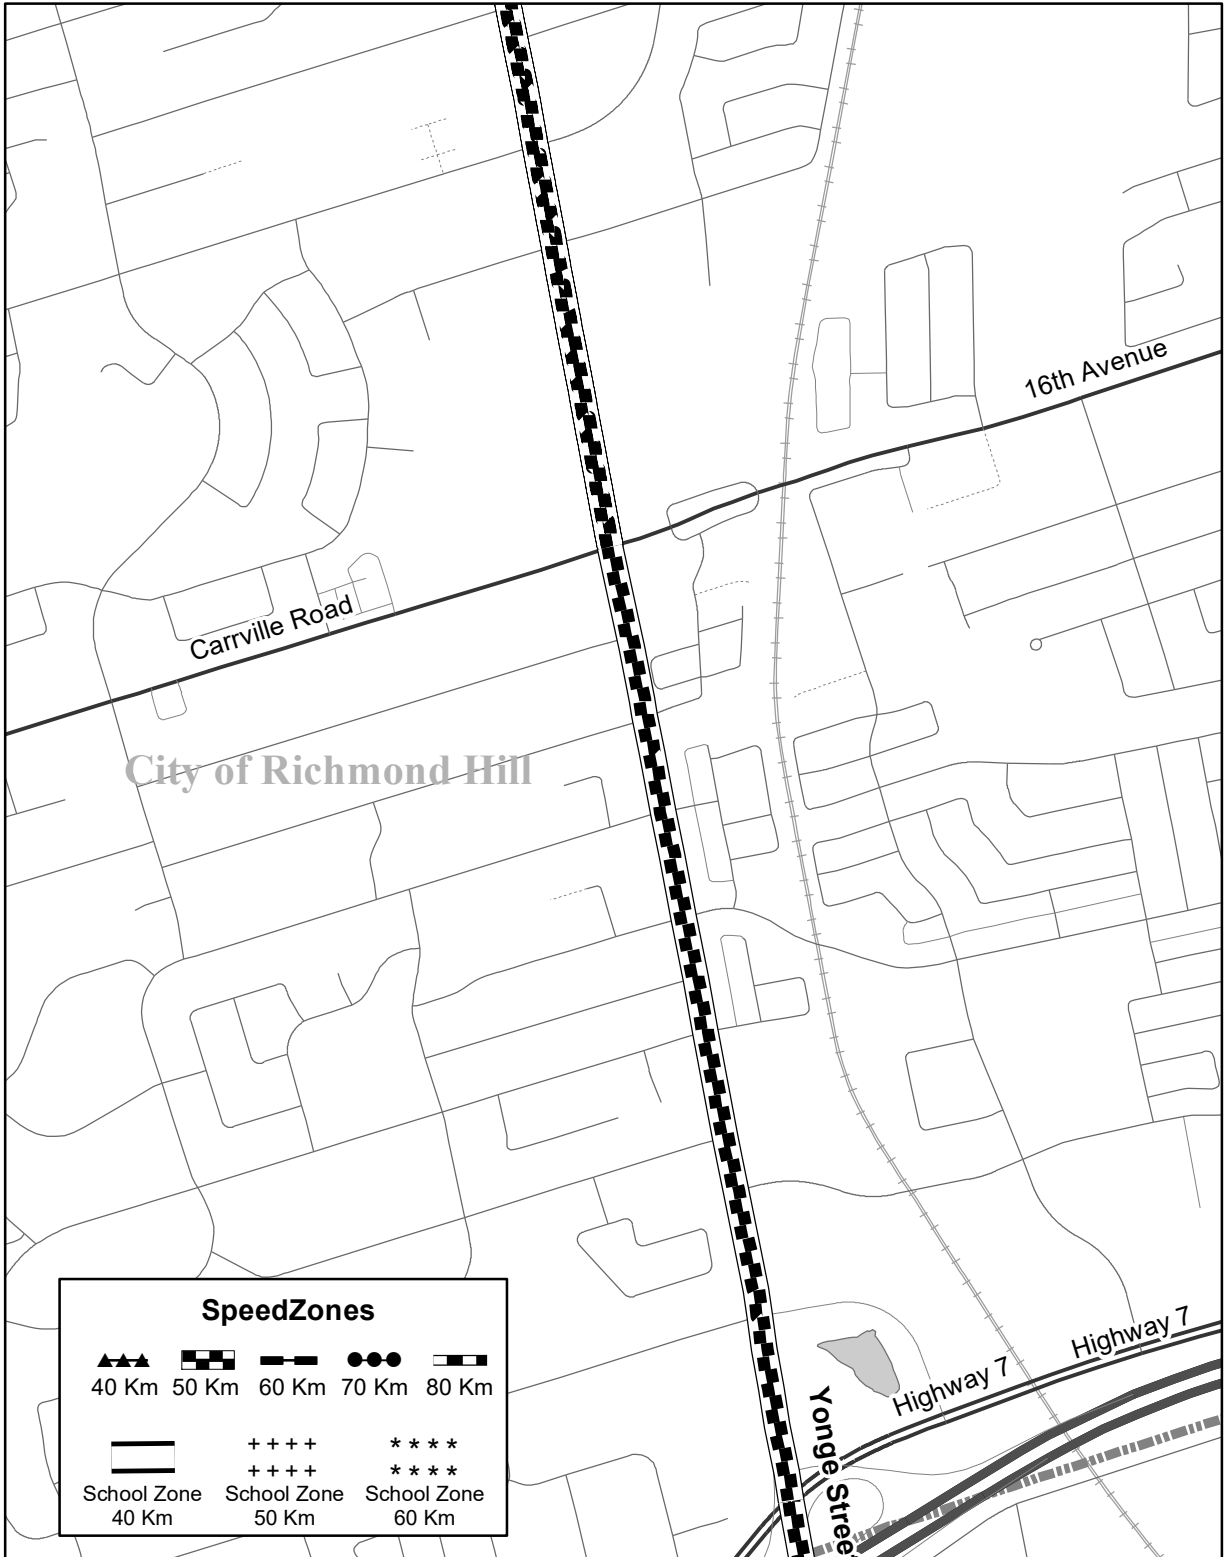 16th Avenue
Carrville Road
City of Richmond Hill
Highway 7
Highway 7
Yonge Stree
SpeedZones
40 Km 50 Km 60 Km 70 Km 80 Km
++++ ****
++++ ****
School Zone School Zone School Zone
40 Km 50 Km 60 Km